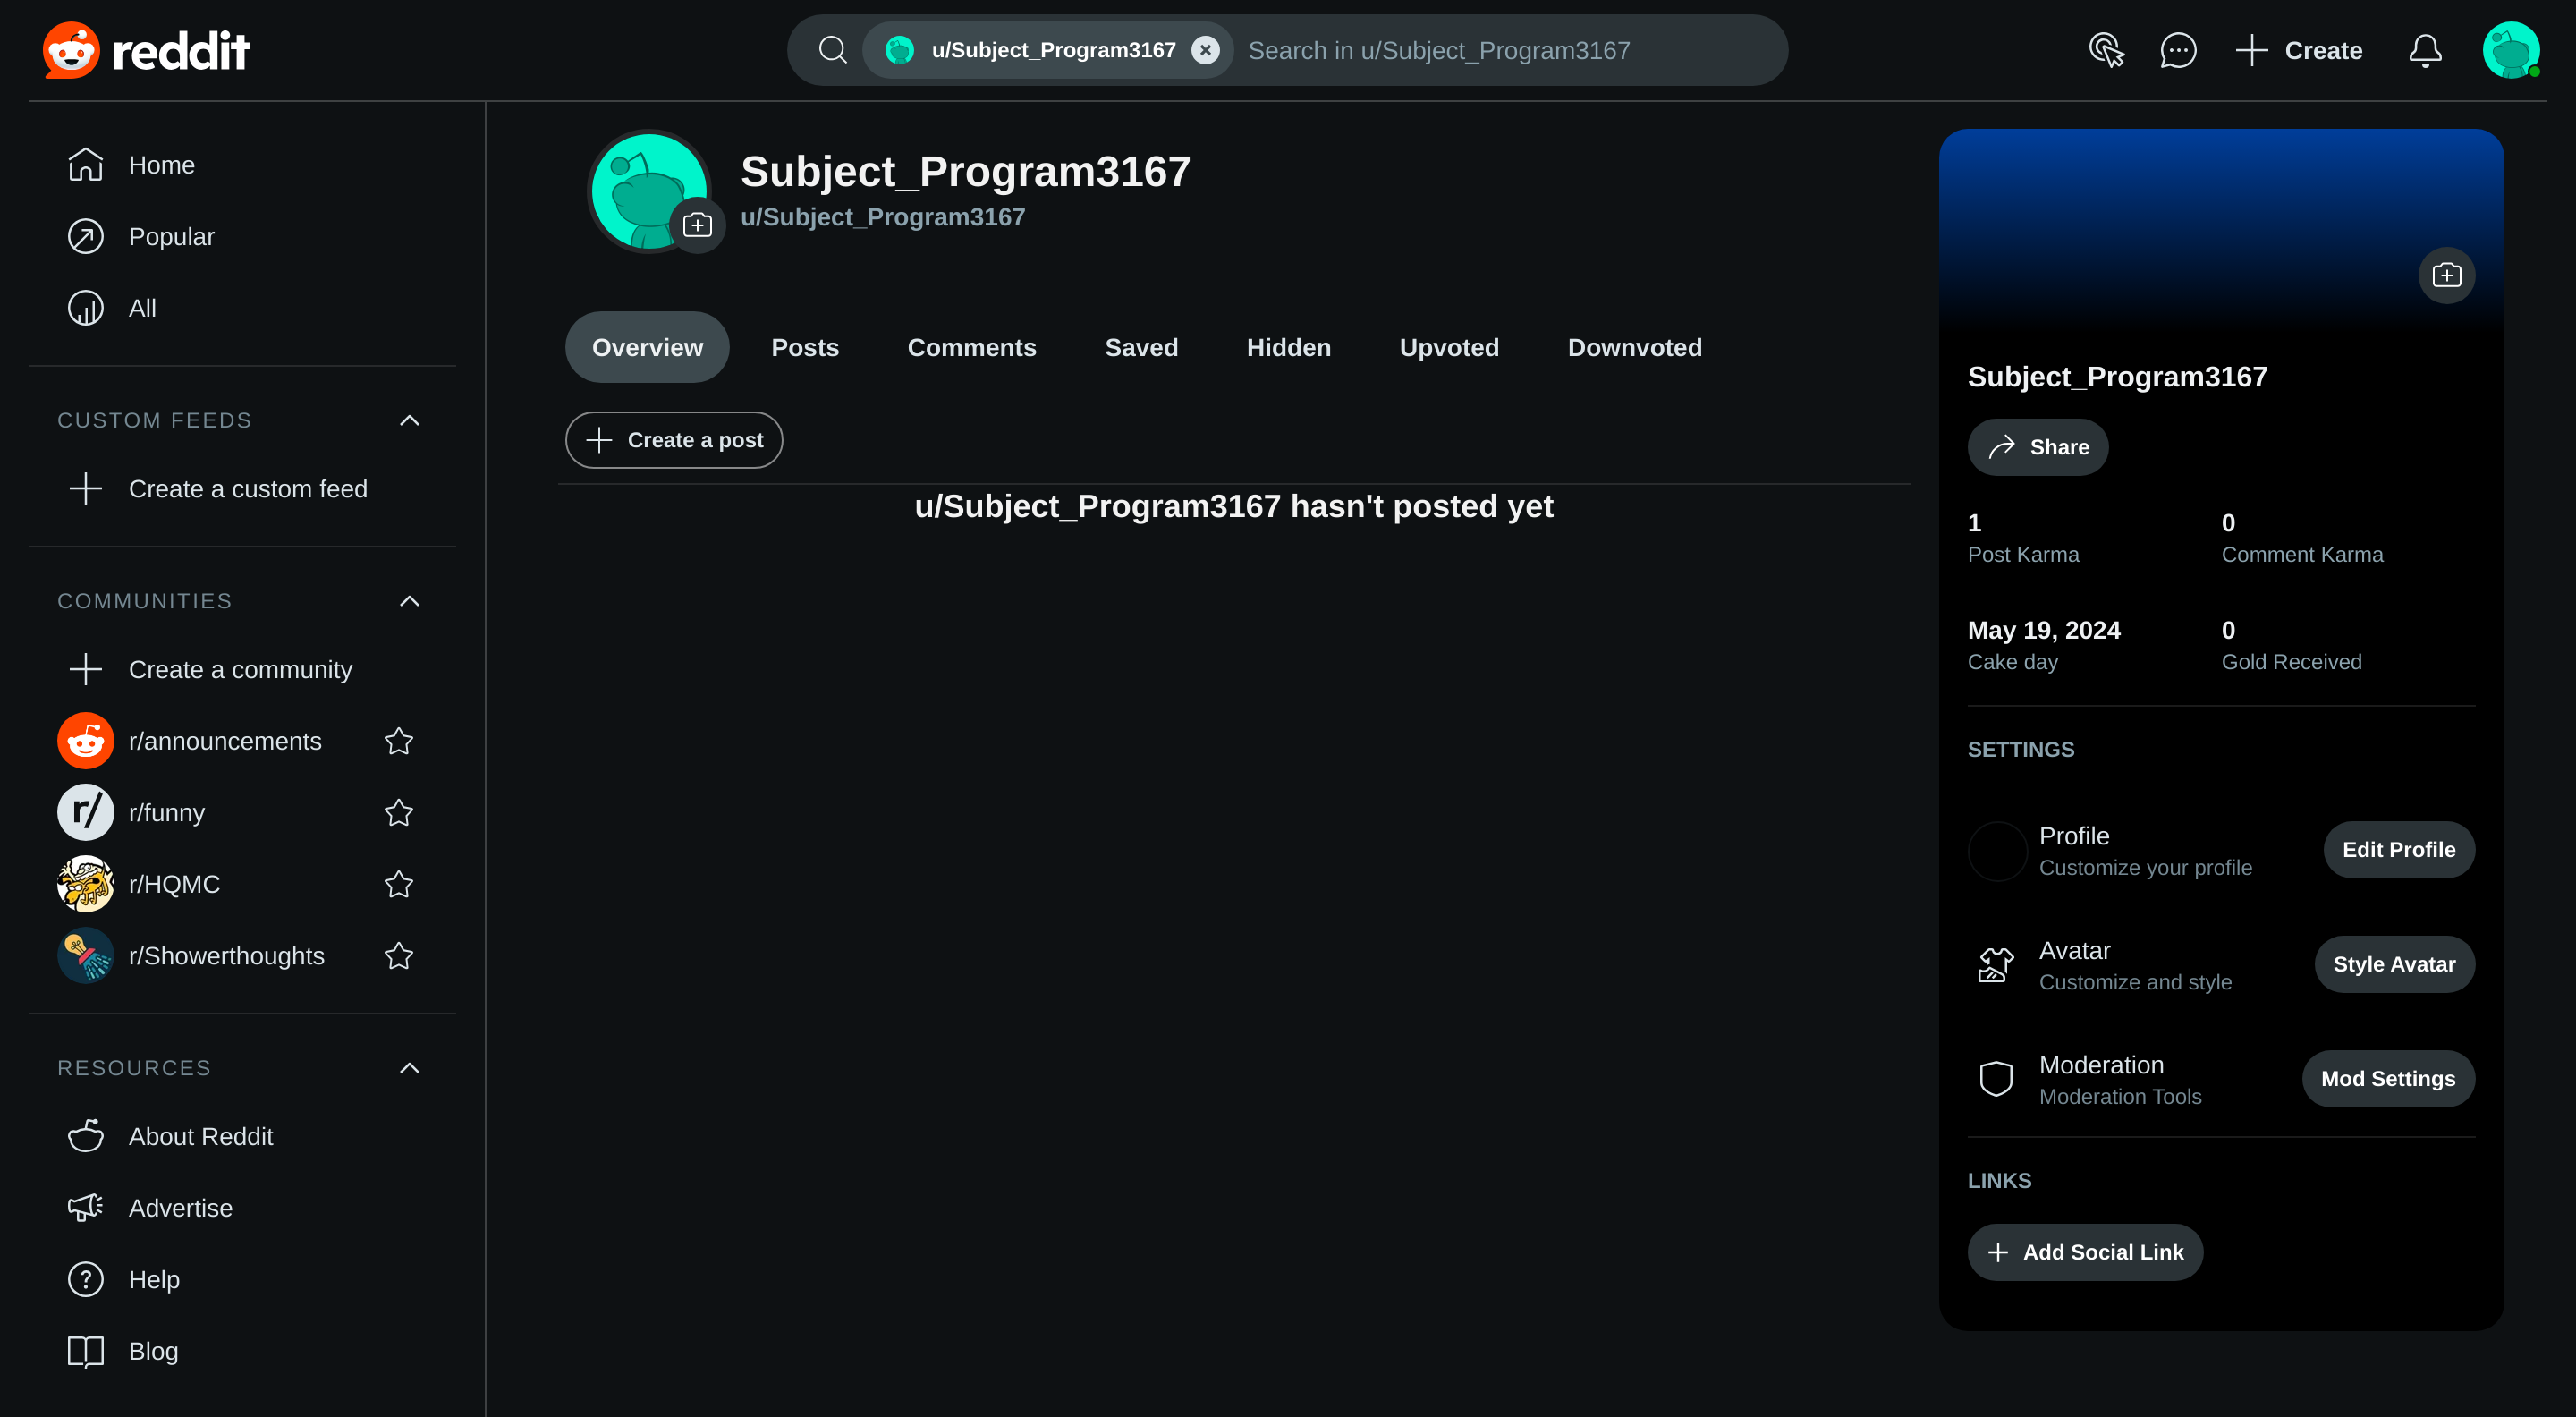 reddit
u/Subject_Program3167
Search in u/Subject_Program3167
Create
Home
Popular
All
CUSTOM FEEDS
Create a custom feed
COMMUNITIES
Create a community
r/announcements
r/ r/funny
r/HQMC
r/Showerthoughts
RESOURCES
About Reddit
Advertise
Help
Blog
Subject_Program3167
u/Subject_Program3167
Overview Posts Comments Saved Hidden Upvoted Downvoted
Create a post
u/Subject_Program3167 hasn't posted yet
Subject_Program3167
Share
1 0
Post Karma Comment Karma
May 19, 2024 0
Cake day Gold Received
SETTINGS
Profile
Customize your profile
Edit Profile
Avatar
Customize and style
Style Avatar
Moderation
Moderation Tools
Mod Settings
LINKS
Add Social Link